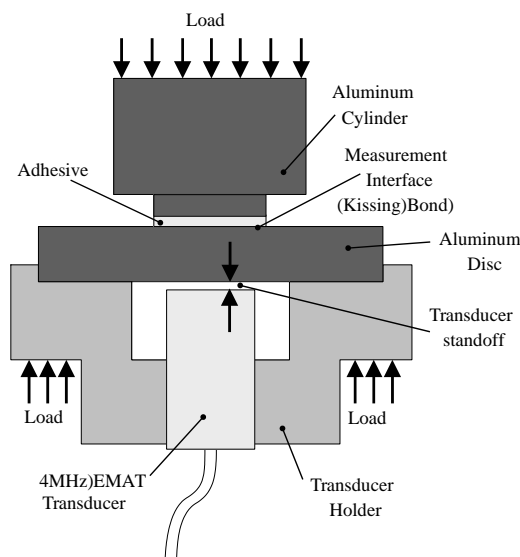 Load
Aluminum
Cylinder
Adhesive
Measurement
Interface
(Kissing)Bond)
Aluminum
Disc
Transducer
standoff
Load
Load
4MHz)EMAT
Transducer
Transducer
Holder